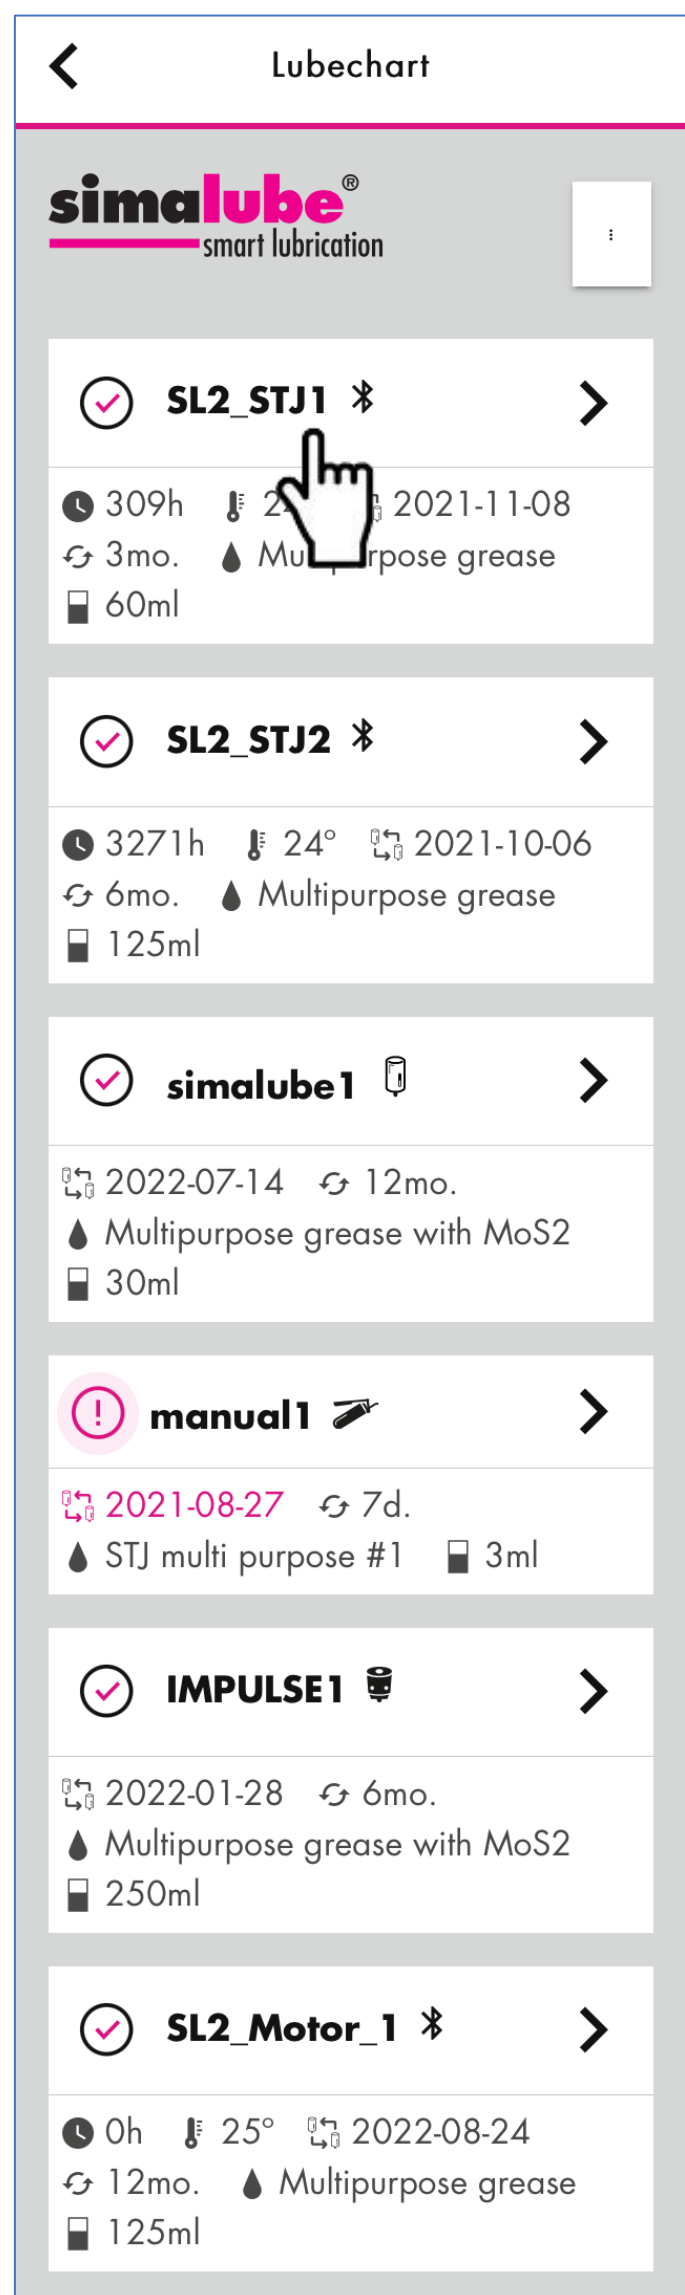 Lubechart
simalube®
smart lubrication
SL2_STJ1
309h 2021-11-08
3mo. grease
60ml
SL2_STJ2
3271h 24° 2021-10-06
6mo. Multipurpose grease
125ml
simalube1
2022-07-14 12mo.
Multipurpose grease with MoS2
30ml
manual1
2021-08-27 7d.
STJ multi purpose #1 3ml
IMPULSE1
2022-01-28 6mo.
Multipurpose grease with MoS2
250ml
SL2_Motor_1
0h 25° 2022-08-24
12mo. Multipurpose grease
125ml